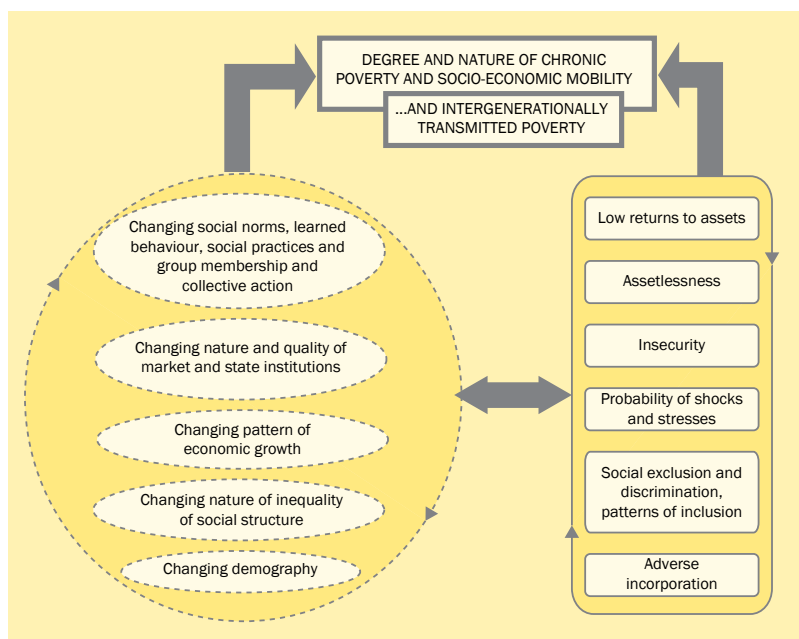 DEGREE AND NATURE OF CHRONIC
POVERTY AND SOCIO-ECONOMIC MOBILITY
...AND INTERGENERATIONALLY
TRANSMITTED POVERTY
Changing social norms, learned
behaviour, social practices and
group membership and
collective action
Changing nature and quality of
market and state institutions
Changing pattern of
economic growth
Changing nature of inequality
of social structure
Changing demography
Low returns to assets
Assetlessness
Insecurity
Probability of shocks
and stresses
Social exclusion and
discrimination,
patterns of inclusion
Adverse
incorporation